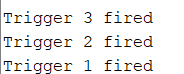 Trigger 3 fired
Trigger 2 fired
Trigger 1 fired